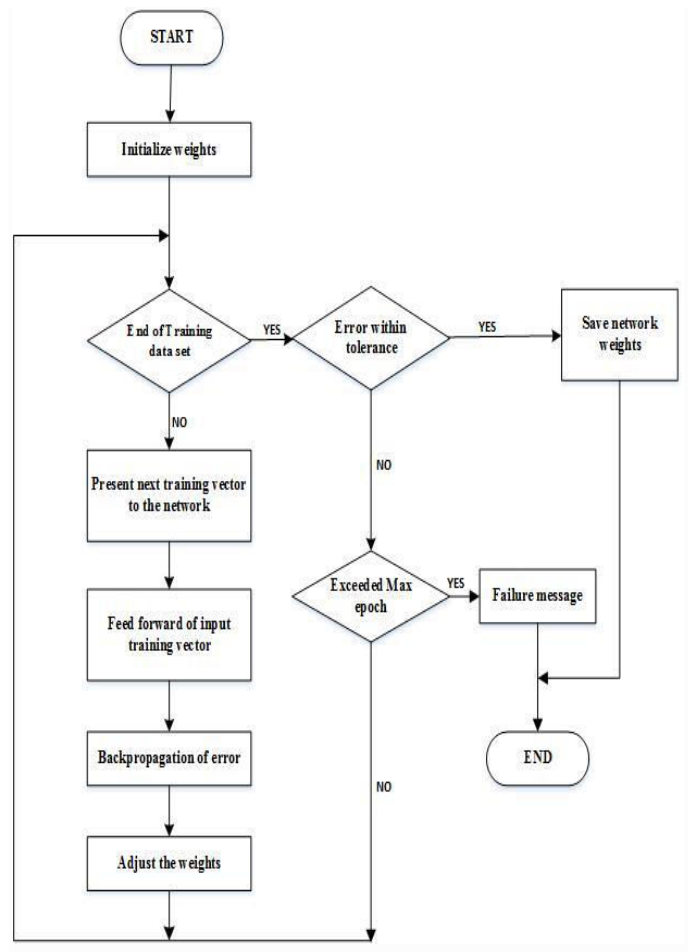 START
Initialize weights
End of Training
data set
YES
Error within
tolerance
YES
Save network
weights
NO
Present next training vector
to the network
NO
Feed forward of input
training vector
Exceeded Max
epoch
YES
Failure message
Backpropagation of error
END
NO
Adjust the weights